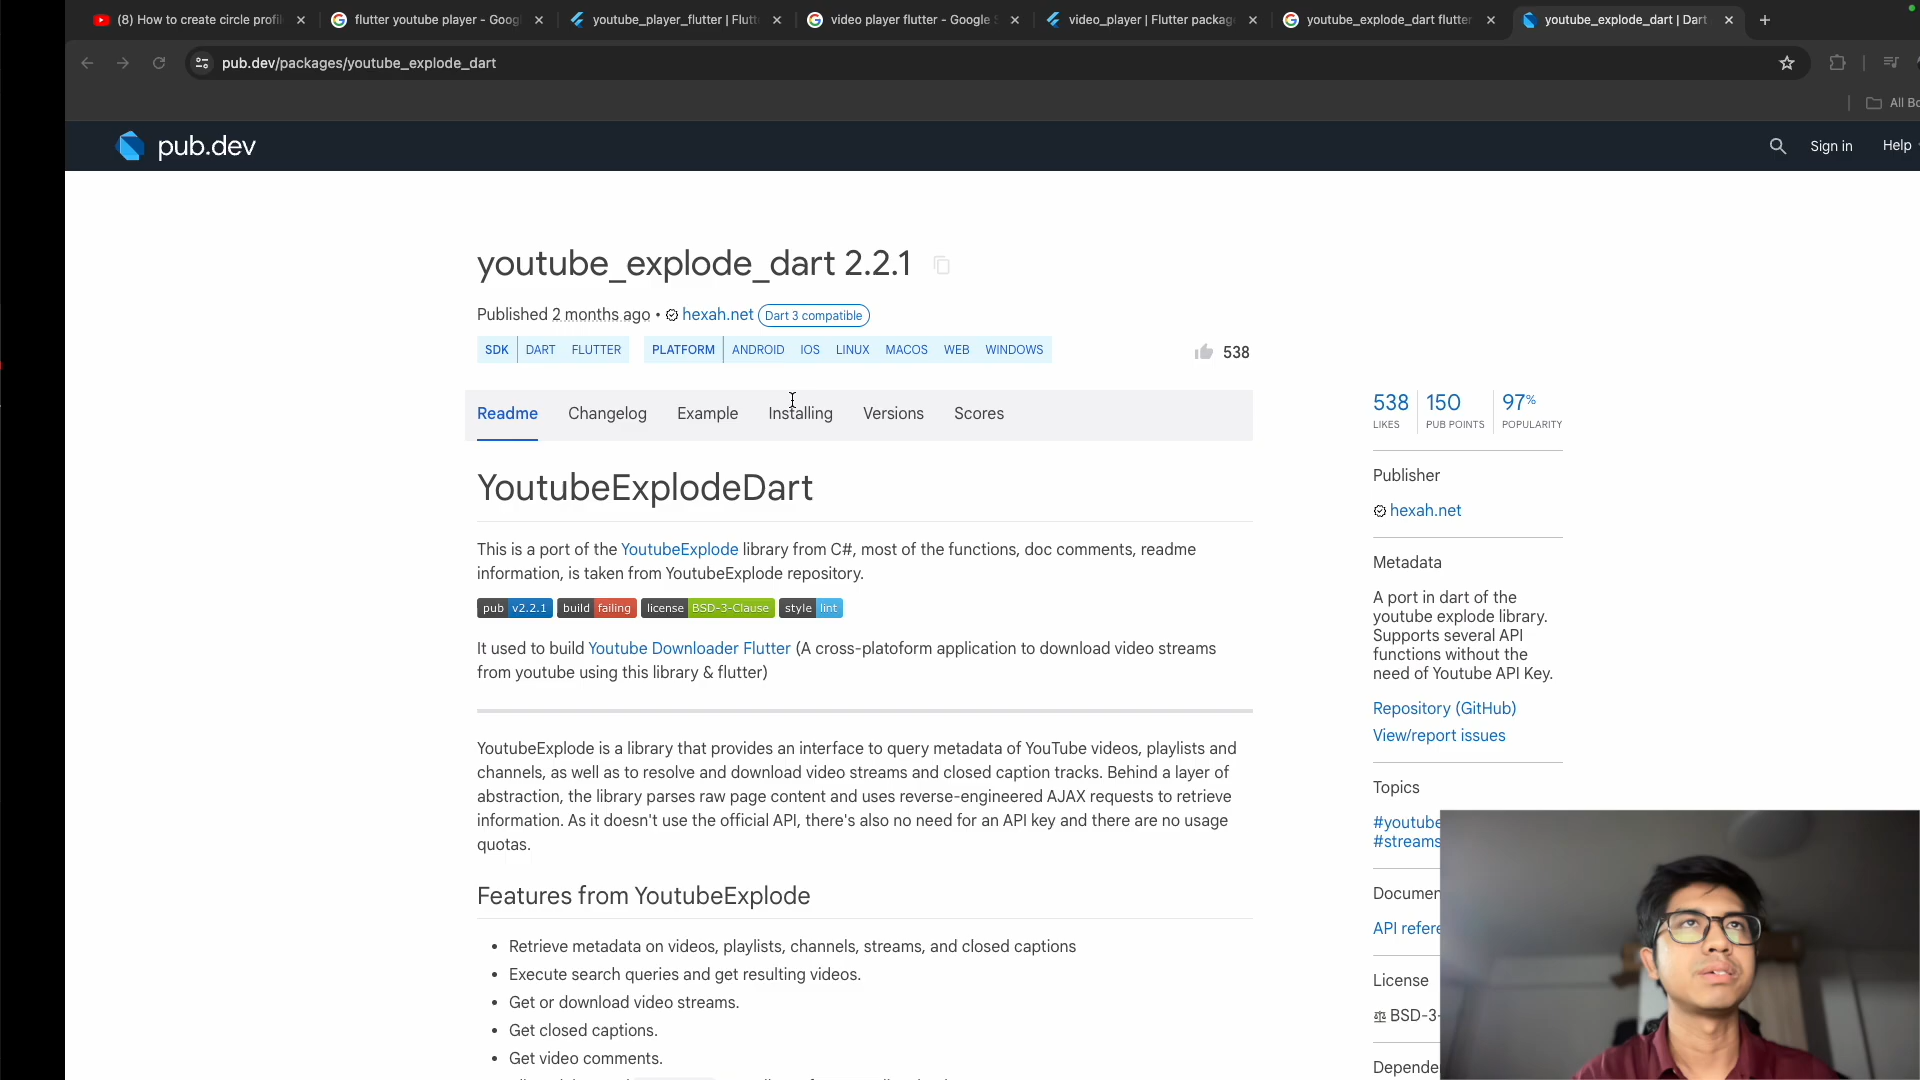 (8) How to create circle profil
flutter youtube player - Goog
youtube_player_flutter | Flutt
video player flutter - Google S
video_player | Flutter packag
youtube_explode_dart flutter
youtube_explode_dart | Dart
pub.dev/packages/youtube_explode_dart
All Bo
pub.dev
Sign in
Help
youtube_explode_dart 2.2.1
Published 2 months ago • hexah.net Dart 3 compatible
SDK DART FLUTTER PLATFORM ANDROID IOS LINUX MACOS WEB WINDOWS
538
Readme Changelog Example Installing Versions Scores
YoutubeExplodeDart
This is a port of the YoutubeExplode library from C#, most of the functions, doc comments, readme
information, is taken from YoutubeExplode repository.
pub v2.2.1 build failing license BSD-3-Clause style lint
It used to build Youtube Downloader Flutter (A cross-platoform application to download video streams
from youtube using this library & flutter)
YoutubeExplode is a library that provides an interface to query metadata of YouTube videos, playlists and
channels, as well as to resolve and download video streams and closed caption tracks. Behind a layer of
abstraction, the library parses raw page content and uses reverse-engineered AJAX requests to retrieve
information. As it doesn't use the official API, there's also no need for an API key and there are no usage
quotas.
Features from YoutubeExplode
• Retrieve metadata on videos, playlists, channels, streams, and closed captions
• Execute search queries and get resulting videos.
• Get or download video streams.
• Get closed captions.
• Get video comments.
538 150 97%
LIKES PUB POINTS POPULARITY
Publisher
hexah.net
Metadata
A port in dart of the
youtube explode library.
Supports several API
functions without the
need of Youtube API Key.
Repository (GitHub)
View/report issues
Topics
#youtube
#streams
Documen
API refere
License
BSD-3-
Depende